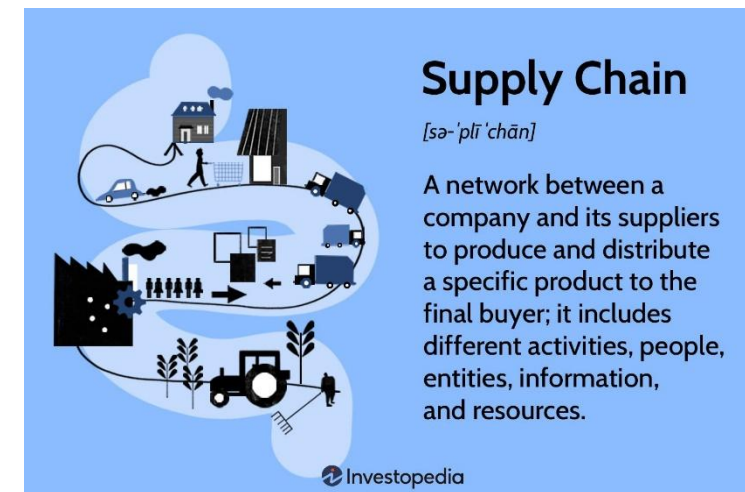 Supply Chain
[sə-ˈplī ˈchān]
A network between a
company and its suppliers
to produce and distribute
a specific product to the
final buyer; it includes
different activities, people,
entities, information,
and resources.
Investopedia